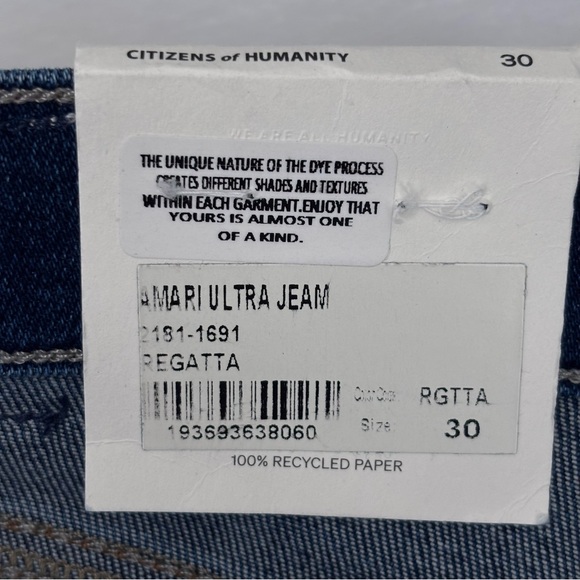 CITIZENS of HUMANITY 30
WE ARE ALL HUMANITY
THE UNIQUE NATURE OF THE DYE PROCESS
CREATES DIFFERENT SHADES AND TEXTURES
WITHIN EACH GARMENT.ENJOY THAT
YOURS IS ALMOST ONE
OF A KIND.
AMARI ULTRA JEAM
2181-1691
REGATTA
Color Code RGTTA
193693638060 Size 30
100% RECYCLED PAPER